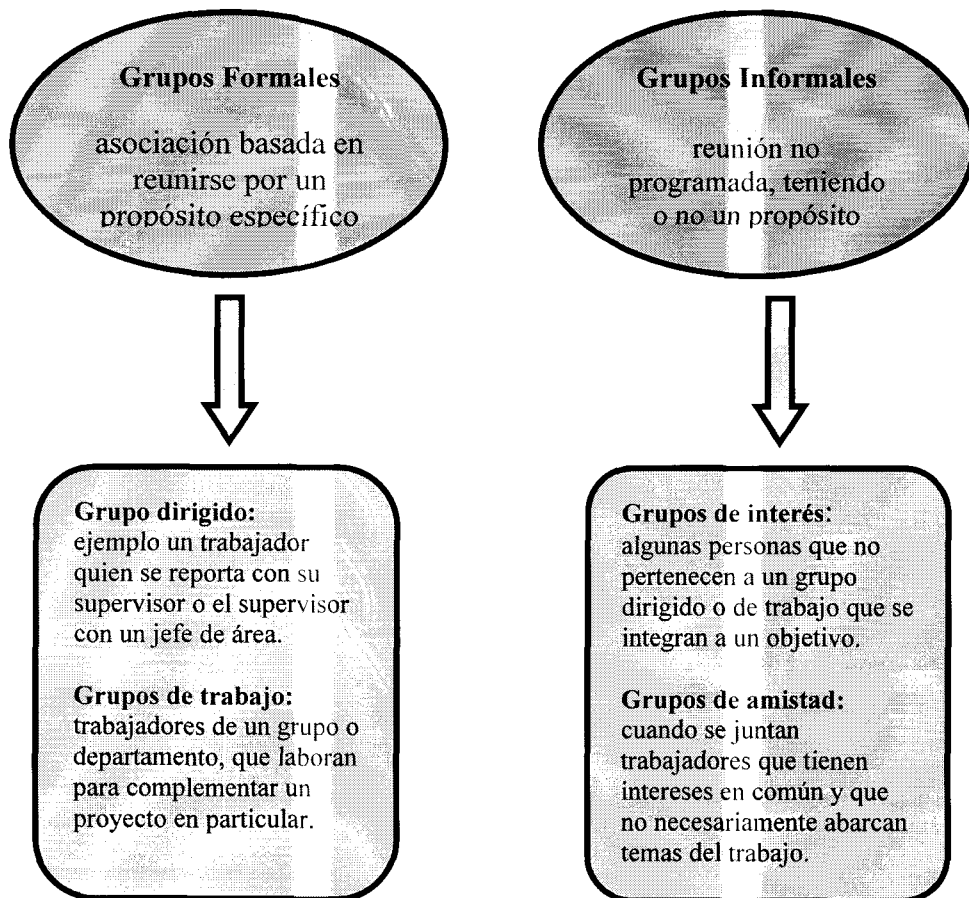 Grupos Formales
asociación basada en
reunirse por un
propósito específico
Grupos Informales
reunión no
programada, teniendo
o no un propósito
Grupo dirigido:
ejemplo un trabajador
quien se reporta con su
supervisor o el supervisor
con un jefe de área.
Grupos de trabajo:
trabajadores de un grupo o
departamento, que laboran
para complementar un
proyecto en particular.
Grupos de interés:
algunas personas que no
pertenecen a un grupo
dirigido o de trabajo que se
integran a un objetivo.
Grupos de amistad:
cuando se juntan
trabajadores que tienen
intereses en común y que
no necesariamente abarcan
temas del trabajo.